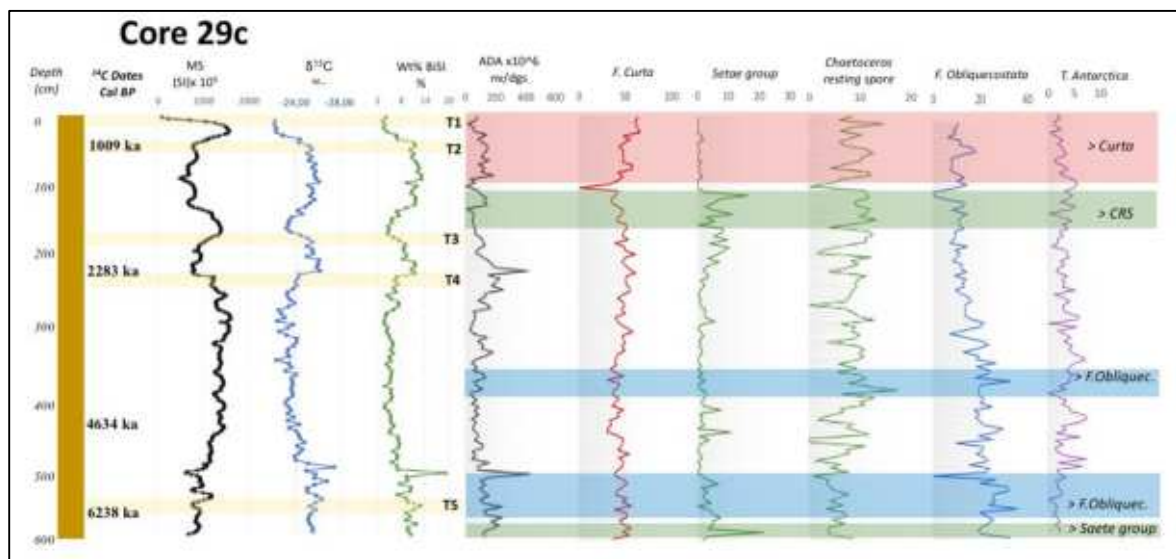 Core 29c
Depth
(cm)
¹⁴C Dates
Cal BP
MS
(SI)x 10⁵
0 1000 2000
δ¹³C
-24,00 -28,00
Wt% BiSI
%
ADA x10^6
0 200 400 600
F. Curta
0 50 100
Setae group
0 10 20 30
Chaetoceros
resting spore
0 10 20
F. Obliquecostata
0 20 40
T. Antarctica
0 5 10
0
100
200
300
400
500
600
1009 ka
2283 ka
4634 ka
6238 ka
T1
T2
T3
T4
T5
> Curta
> CRS
> F.Obliquec.
> F.Obliquec.
> Saete group